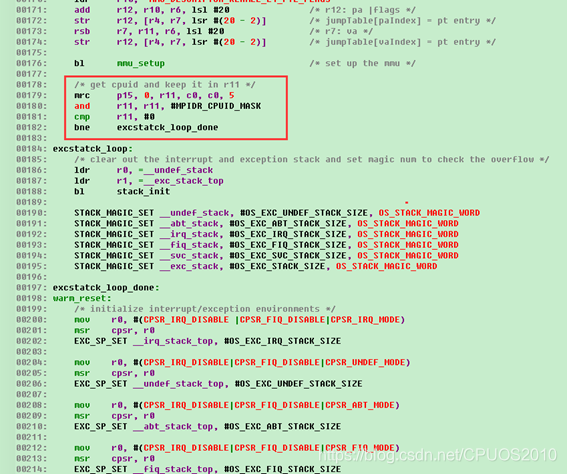 00171: add r12, r10, r6, lsl #20 /* r12: pa |flags */
00172: str r12, [r4, r7, lsr #(20 - 2)] /* jumpTable[paIndex] = pt entry */
00173: rsb r7, r11, r6, lsl #20 /* r7: va */
00174: str r12, [r4, r7, lsr #(20 - 2)] /* jumpTable[vaIndex] = pt entry */
00175:
00176: bl mmu_setup /* set up the mmu */
00177:
00178: /* get cpuid and keep it in r11 */
00179: mrc p15, 0, r11, c0, c0, 5
00180: and r11, r11, #MPIDR_CPUID_MASK
00181: cmp r11, #0
00182: bne excstatck_loop_done
00183:
00184: excstatck_loop:
00185: /* clear out the interrupt and exception stack and set magic num to check the overflow */
00186: ldr r0, =__undef_stack
00187: ldr r1, =__exc_stack_top
00188: bl stack_init
00189:
00190: STACK_MAGIC_SET __undef_stack, #OS_EXC_UNDEF_STACK_SIZE, OS_STACK_MAGIC_WORD
00191: STACK_MAGIC_SET __abt_stack, #OS_EXC_ABT_STACK_SIZE, OS_STACK_MAGIC_WORD
00192: STACK_MAGIC_SET __irq_stack, #OS_EXC_IRQ_STACK_SIZE, OS_STACK_MAGIC_WORD
00193: STACK_MAGIC_SET __fiq_stack, #OS_EXC_FIQ_STACK_SIZE, OS_STACK_MAGIC_WORD
00194: STACK_MAGIC_SET __svc_stack, #OS_EXC_SVC_STACK_SIZE, OS_STACK_MAGIC_WORD
00195: STACK_MAGIC_SET __exc_stack, #OS_EXC_STACK_SIZE, OS_STACK_MAGIC_WORD
00196:
00197: excstatck_loop_done:
00198: warm_reset:
00199: /* initialize interrupt/exception environments */
00200: mov r0, #(CPSR_IRQ_DISABLE |CPSR_FIQ_DISABLE|CPSR_IRQ_MODE)
00201: msr cpsr, r0
00202: EXC_SP_SET __irq_stack_top, #OS_EXC_IRQ_STACK_SIZE
00203:
00204: mov r0, #(CPSR_IRQ_DISABLE|CPSR_FIQ_DISABLE|CPSR_UNDEF_MODE)
00205: msr cpsr, r0
00206: EXC_SP_SET __undef_stack_top, #OS_EXC_UNDEF_STACK_SIZE
00207:
00208: mov r0, #(CPSR_IRQ_DISABLE|CPSR_FIQ_DISABLE|CPSR_ABT_MODE)
00209: msr cpsr, r0
00210: EXC_SP_SET __abt_stack_top, #OS_EXC_ABT_STACK_SIZE
00211:
00212: mov r0, #(CPSR_IRQ_DISABLE|CPSR_FIQ_DISABLE|CPSR_FIQ_MODE)
00213: msr cpsr, r0
https://blog.csdn.net/CPUOS2010
00214: EXC_SP_SET __fiq_stack_top, #OS_EXC_FIQ_STACK_SIZE